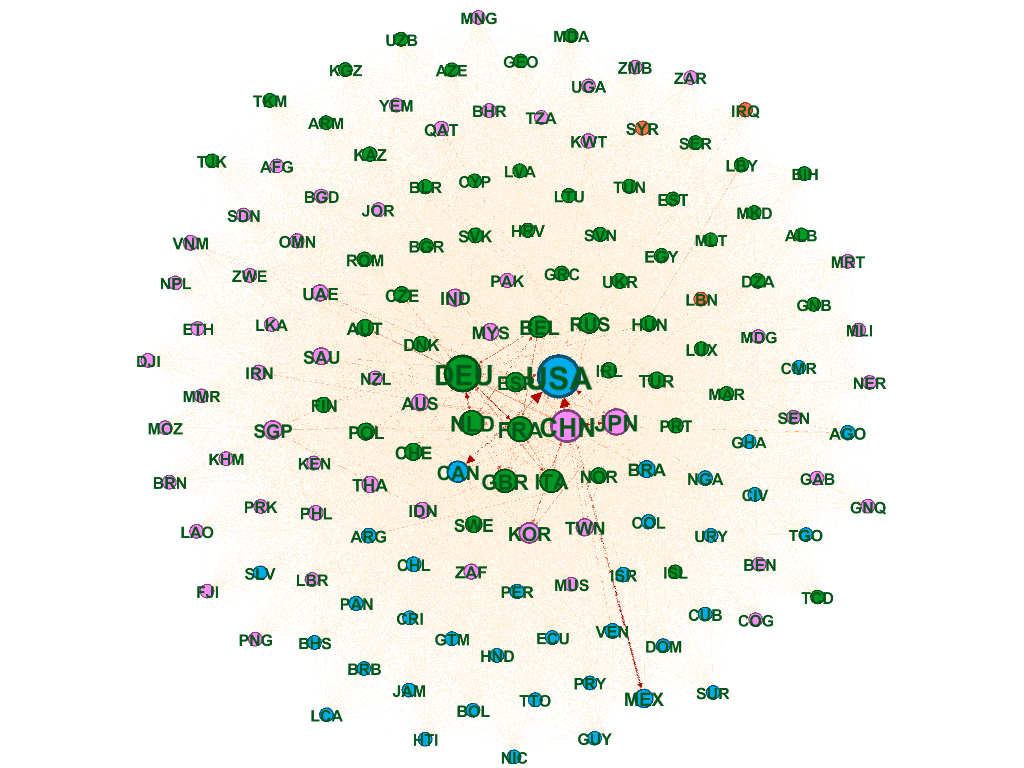 MNG
UZB
MDA
GEO
KGZ
AZE
ZMB
ZAR
UGA
TKM
YEM
BHR
IRQ
TZA
ARM
QAT
SYR
KWT
SER
KAZ
TJK
AFG
LBY
LVA
BIH
CYP
BLR
TUN
BGD
LTU
EST
JOR
SDN
MKD
HRV
SVK
SVN
ALB
VNM
OMN
MLT
BGR
EGY
ROM
MRT
ZWE
GRC
PAK
UKR
DZA
NPL
UAE
CZE
IND
LBN
GNB
ETH
LKA
AUT
MYS
BEL
RUS
HUN
MDG
MLI
DNK
LUX
DJI
SAU
IRN
NZL
DEU
ESP
USA
IRL
TUR
CMR
NER
MMR
FIN
AUS
MAR
SEN
MOZ
SGP
POL
NLD
FRA
CHN
JPN
PRT
AGO
GHA
CHE
KHM
KEN
CAN
BRA
NOR
BRN
THA
GBR
ITA
NGA
GAB
CIV
PRK
PHL
IDN
GNQ
SWE
COL
TWN
LAO
ARG
KOR
URY
TGO
CHL
BEN
SLV
LBR
ZAF
ISR
ISL
MUS
FJI
PER
TCD
PAN
CRI
CUB
COG
PNG
BHS
GTM
ECU
VEN
DOM
HND
BRB
JAM
PRY
SUR
TTO
MEX
BOL
LCA
HTI
GUY
NIC